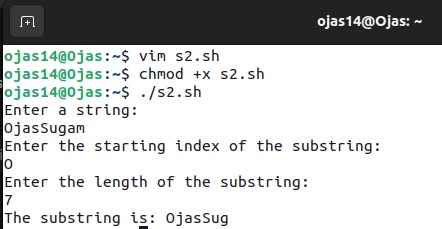 ojas14@Ojas: ~
ojas14@Ojas:~$ vim s2.sh
ojas14@Ojas:~$ chmod +x s2.sh
ojas14@Ojas:~$ ./s2.sh
Enter a string:
OjasSugam
Enter the starting index of the substring:
O
Enter the length of the substring:
7
The substring is: OjasSug